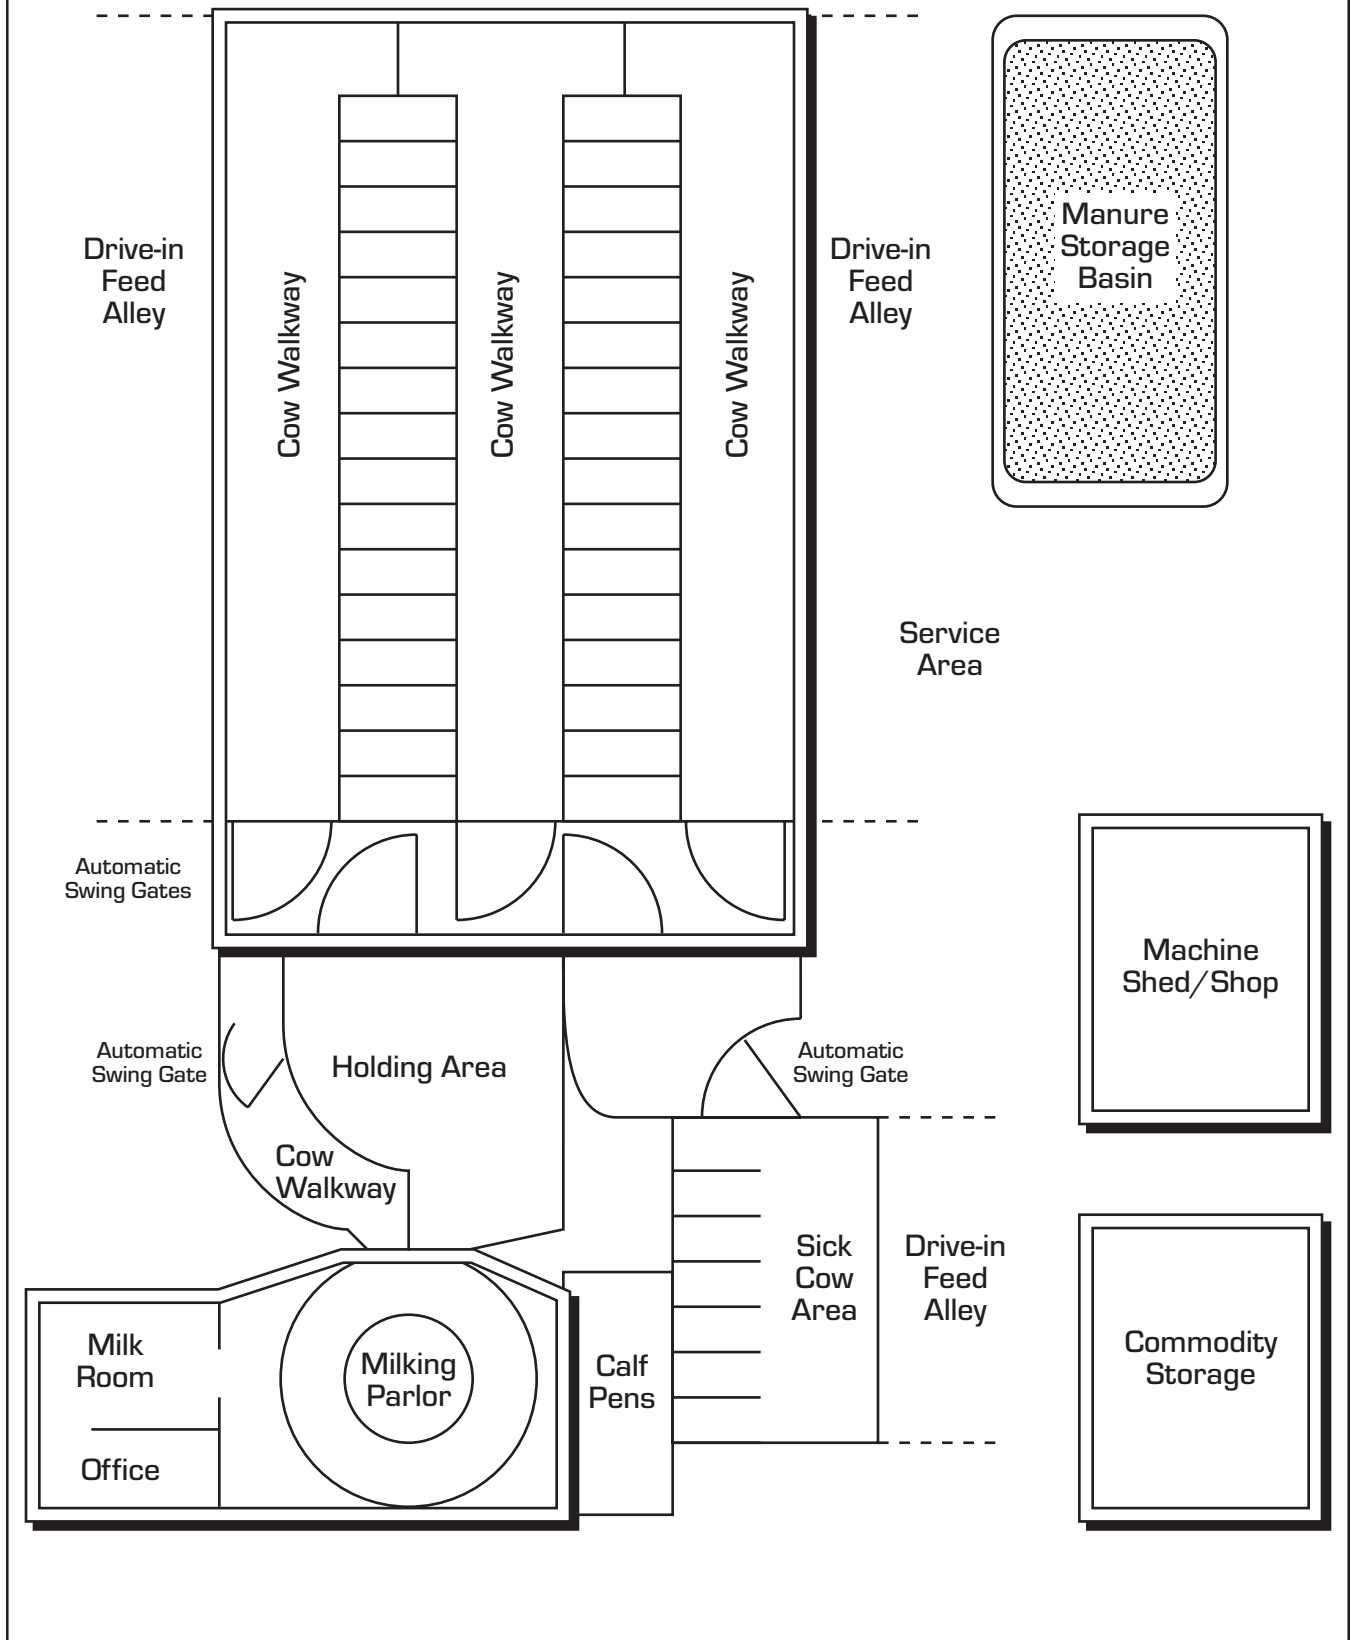 Drive-in
Feed
Alley
Cow Walkway
Cow Walkway
Cow Walkway
Drive-in
Feed
Alley
Manure
Storage
Basin
Service
Area
Automatic
Swing Gates
Machine
Shed/Shop
Automatic
Swing Gate
Holding Area
Automatic
Swing Gate
Cow
Walkway
Sick
Cow
Area
Drive-in
Feed
Alley
Milk
Room
Milking
Parlor
Calf
Pens
Commodity
Storage
Office